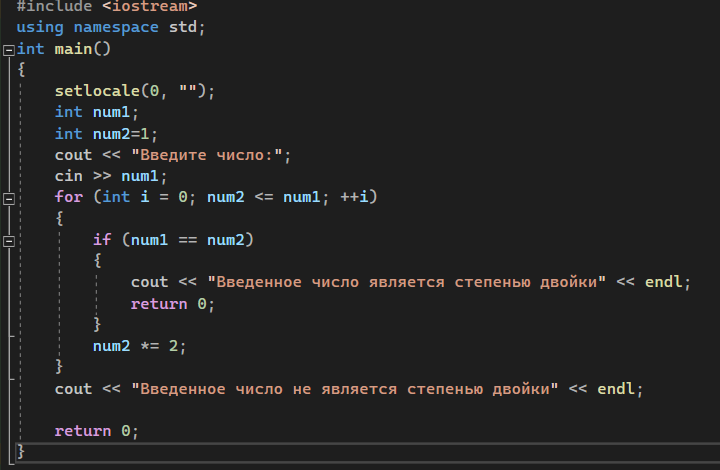 #include <iostream>
using namespace std;
int main()
{
    setlocale(0, "");
    int num1;
    int num2=1;
    cout << "Введите число:";
    cin >> num1;
    for (int i = 0; num2 <= num1; ++i)
    {
        if (num1 == num2)
        {
            cout << "Введенное число является степенью двойки" << endl;
            return 0;
        }
        num2 *= 2;
    }
    cout << "Введенное число не является степенью двойки" << endl;

    return 0;
}